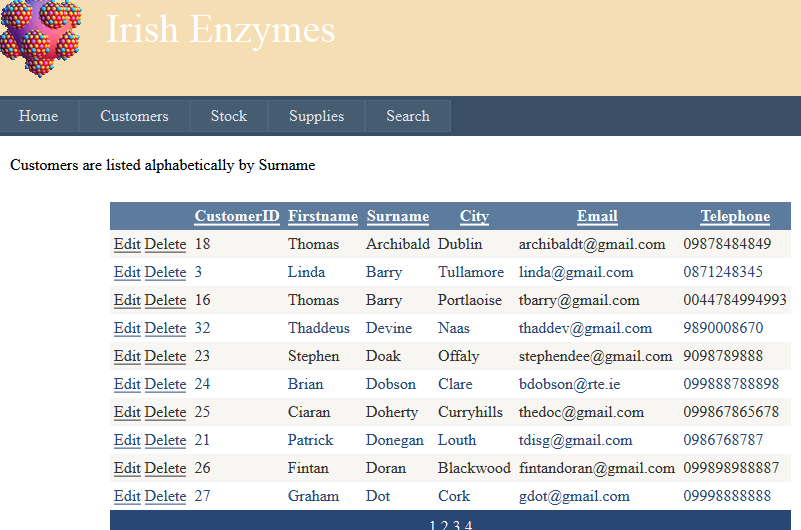 Irish Enzymes
Home Customers Stock Supplies Search
Customers are listed alphabetically by Surname
CustomerID Firstname Surname City Email Telephone
Edit Delete 18 Thomas Archibald Dublin archibaldt@gmail.com 09878484849
Edit Delete 3 Linda Barry Tullamore linda@gmail.com 0871248345
Edit Delete 16 Thomas Barry Portlaoise tbarry@gmail.com 0044784994993
Edit Delete 32 Thaddeus Devine Naas thaddev@gmail.com 9890008670
Edit Delete 23 Stephen Doak Offaly stephendee@gmail.com 9098789888
Edit Delete 24 Brian Dobson Clare bdobson@rte.ie 099888788898
Edit Delete 25 Ciaran Doherty Curryhills thedoc@gmail.com 099867865678
Edit Delete 21 Patrick Donegan Louth tdisg@gmail.com 0986768787
Edit Delete 26 Fintan Doran Blackwood fintandoran@gmail.com 099898988887
Edit Delete 27 Graham Dot Cork gdot@gmail.com 09998888888
1 2 3 4